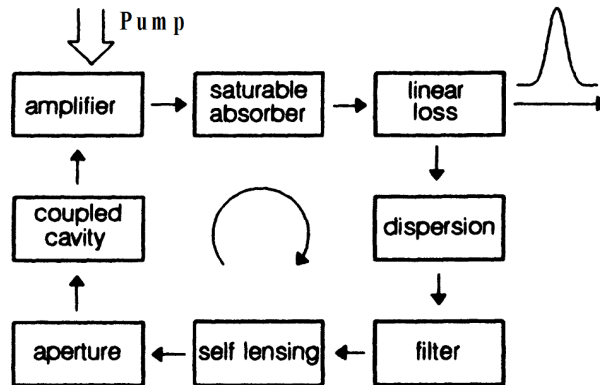 Pump
amplifier
saturable
absorber
linear
loss
coupled
cavity
dispersion
aperture
self lensing
filter